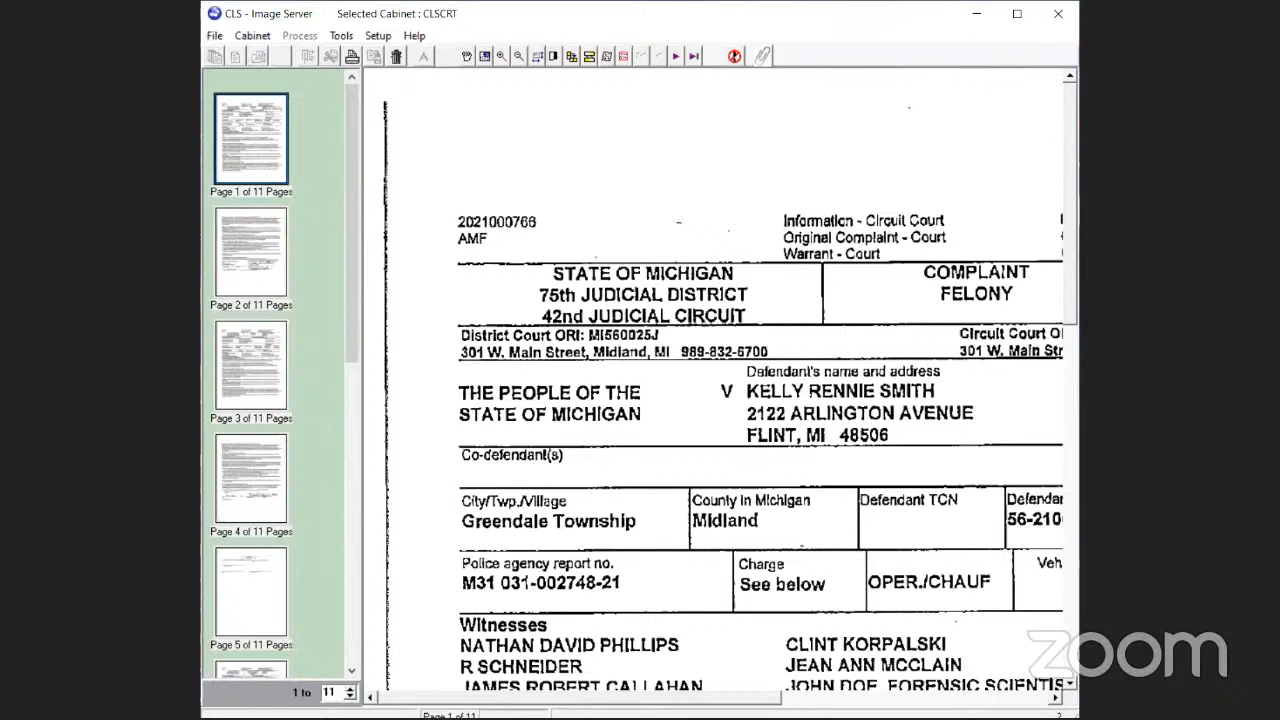 CLS - Image Server Selected Cabinet : CLSCRT
File Cabinet Process Tools Setup Help
Page 1 of 11 Pages
Page 2 of 11 Pages
Page 3 of 11 Pages
Page 4 of 11 Pages
Page 5 of 11 Pages
1 to 11
2021000766
AMF
Information - Circuit Court
Original Complaint - Court
Warrant - Court
STATE OF MICHIGAN
75th JUDICIAL DISTRICT
42nd JUDICIAL CIRCUIT
COMPLAINT
FELONY
District Court ORI: MI560025J
301 W. Main Street, Midland, MI 989-832-6700
Circuit Court O
301 W. Main Str
THE PEOPLE OF THE
STATE OF MICHIGAN
V
Defendant's name and address
KELLY RENNIE SMITH
2122 ARLINGTON AVENUE
FLINT, MI 48506
Co-defendant(s)
City/Twp./Village
Greendale Township
County in Michigan
Midland
Defendant TCN
Defendan
56-210
Police agency report no.
M31 031-002748-21
Charge
See below
OPER./CHAUF
Veh
Witnesses
NATHAN DAVID PHILLIPS
R SCHNEIDER
JAMES ROBERT CALLAHAN
CLINT KORPALSKI
JEAN ANN MCCLAIN
JOHN DOE, FORENSIC SCIENTIS
Page 1 of 11
zoom